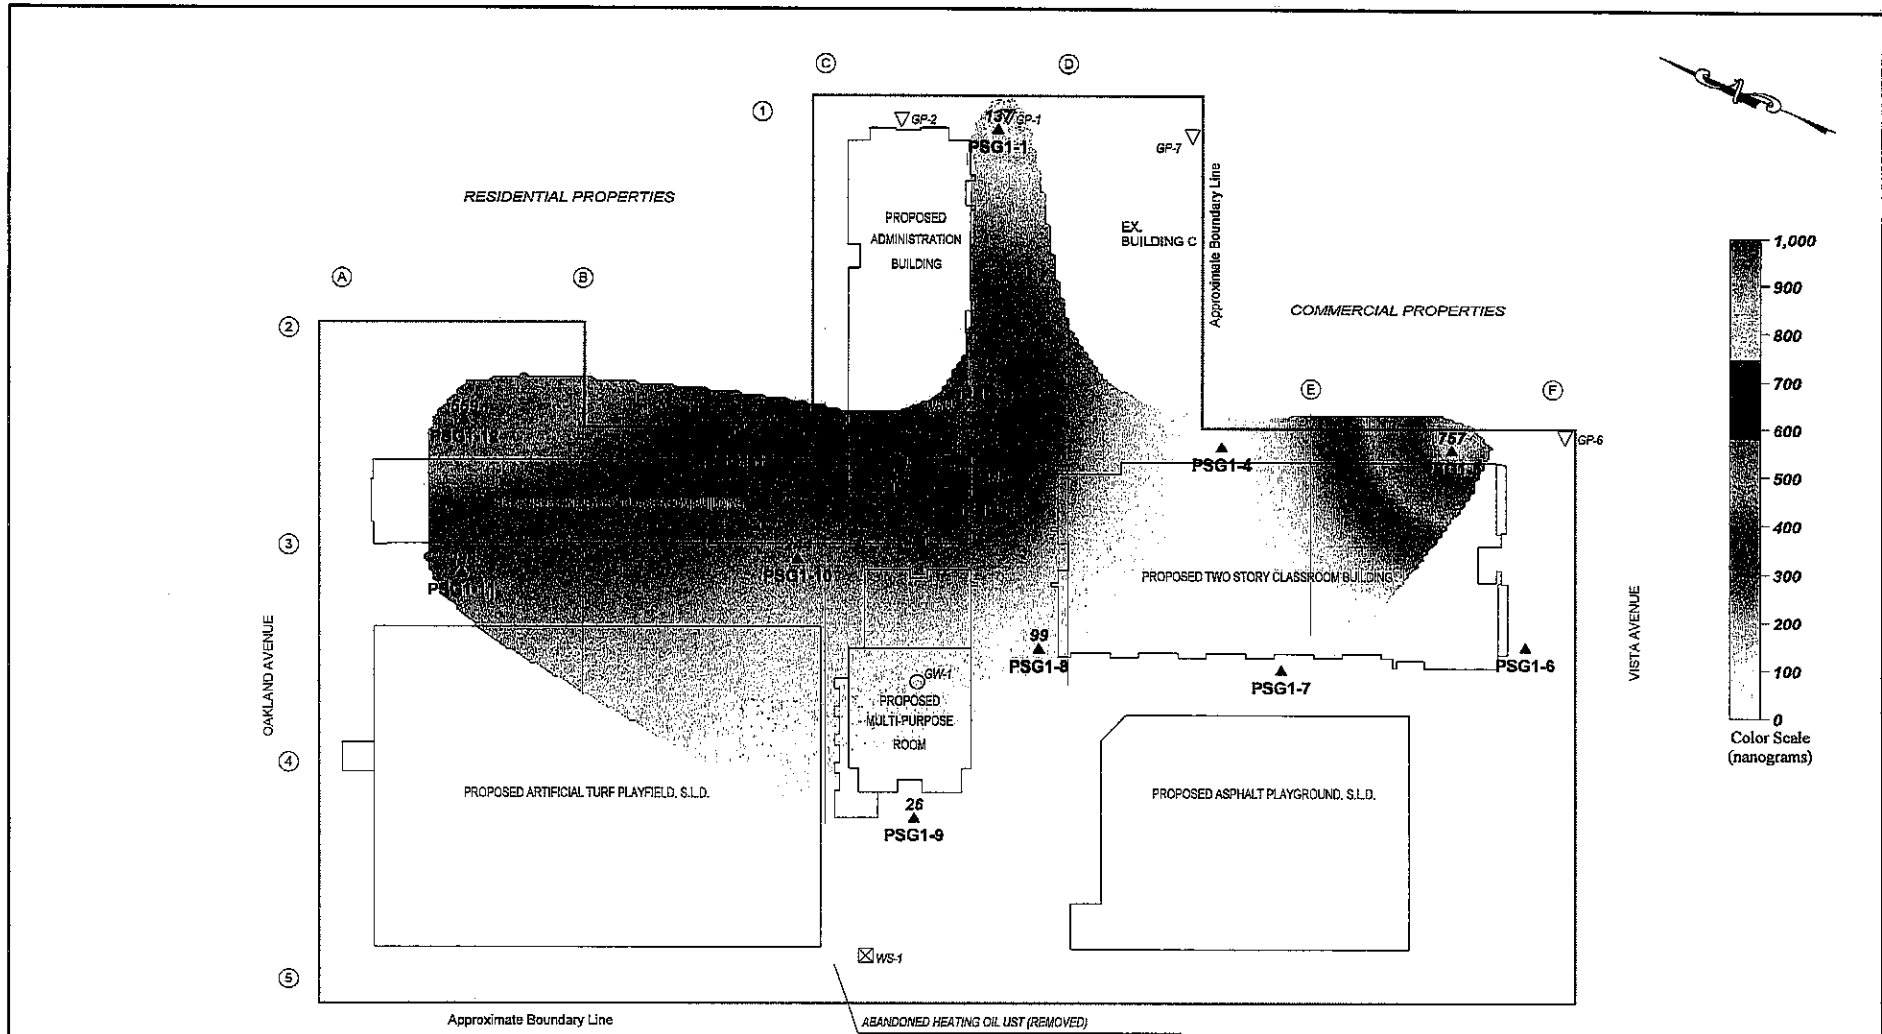 C
D
1
GP-2
137
GP-1
PSG1-1
GP-7
RESIDENTIAL PROPERTIES
PROPOSED
ADMINISTRATION
BUILDING
EX.
BUILDING C
Approximate Boundary Line
COMMERCIAL PROPERTIES
A
B
2
E
F
1,000
900
800
700
600
500
400
300
200
100
0
Color Scale
(nanograms)
757
GP-6
PSG1-4
3
PSG1-10
PROPOSED TWO STORY CLASSROOM BUILDING
99
PSG1-8
PSG1-7
PSG1-6
OAKLAND AVENUE
VISTA AVENUE
GW-1
PROPOSED
MULTI-PURPOSE
ROOM
4
PROPOSED ARTIFICIAL TURF PLAYFIELD, S.L.D.
PROPOSED ASPHALT PLAYGROUND, S.L.D.
26
PSG1-9
WS-1
5
Approximate Boundary Line
ABANDONED HEATING OIL UST (REMOVED)